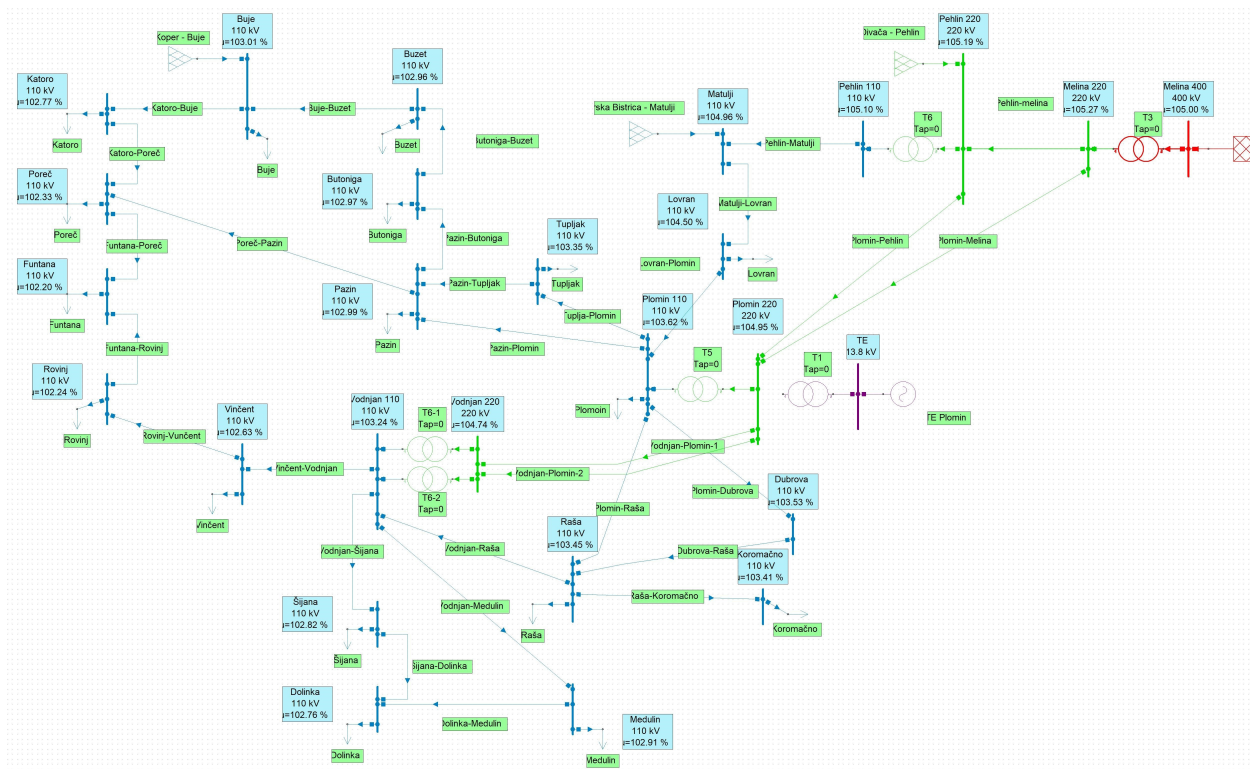 Buje
110 kV
u=103.01 %
Koper - Buje
Buzet
110 kV
u=102.96 %
Katoro
110 kV
u=102.77 %
Katoro-Buje
Buje-Buzet
Katoro
Buje
Buzet
Butoniga-Buzet
Katoro-Poreč
Poreč
110 kV
u=102.33 %
Poreč
Butoniga
110 kV
u=102.97 %
Butoniga
Pazin-Butoniga
Poreč-Pazin
Funtana-Poreč
Funtana
110 kV
u=102.20 %
Funtana
Pazin
110 kV
u=102.99 %
Pazin
Tupljak
110 kV
u=103.35 %
Pazin-Tupljak
Tupljak
Tuplja-Plomin
Pazin-Plomin
Funtana-Rovinj
Rovinj
110 kV
u=102.24 %
Rovinj
Rovinj-Vunčent
Vinčent
110 kV
u=102.63 %
Vinčent
Vinčent-Vodnjan
Vodnjan 110
110 kV
u=103.24 %
T6-1
Tap=0
T6-2
Tap=0
Vodnjan 220
220 kV
u=104.74 %
Vodnjan-Plomin-1
Vodnjan-Plomin-2
Divača - Pehlin
Pehlin 220
220 kV
u=105.19 %
rska Bistrica - Matulji
Matulji
110 kV
u=104.96 %
Pehlin 110
110 kV
u=105.10 %
T6
Tap=0
Pehlin-melina
Melina 220
220 kV
u=105.27 %
T3
Tap=0
Melina 400
400 kV
u=105.00 %
Pehlin-Matulji
Matulji-Lovran
Lovran
110 kV
u=104.50 %
Lovran-Plomin
Lovran
Plomin-Pehlin
Plomin-Melina
Plomin 110
110 kV
u=103.62 %
Plomin 220
220 kV
u=104.95 %
T5
Tap=0
T1
Tap=0
TE
13.8 kV
TE Plomin
Plomoin
Plomin-Dubrova
Plomin-Raša
Dubrova
110 kV
u=103.53 %
Raša
110 kV
u=103.45 %
Dubrova-Raša
Koromačno
110 kV
u=103.41 %
Raša-Koromačno
Koromačno
Raša
Vodnjan-Raša
Vodnjan-Šijana
Vodnjan-Medulin
Šijana
110 kV
u=102.82 %
Šijana
Šijana-Dolinka
Dolinka
110 kV
u=102.76 %
Dolinka
Dolinka-Medulin
Medulin
110 kV
u=102.91 %
Medulin